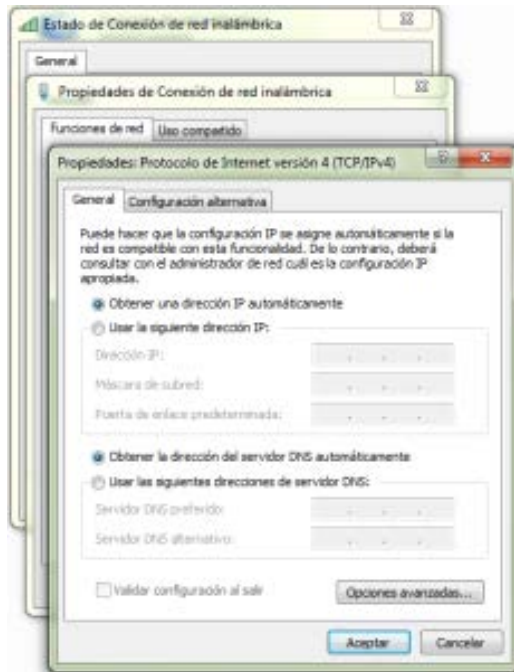 Estado de Conexión de red inalámbrica
General
Propiedades de Conexión de red inalámbrica
Funciones de red Uso compartido
Propiedades: Protocolo de Internet versión 4 (TCP/IPv4)
General Configuración alternativa
Puede hacer que la configuración IP se asigne automáticamente si la
red es compatible con esta funcionalidad. De lo contrario, deberá
consultar con el administrador de red cuál es la configuración IP
apropiada.
Obtener una dirección IP automáticamente
Usar la siguiente dirección IP:
Dirección IP:
Máscara de subred:
Puerta de enlace predeterminada:
Obtener la dirección del servidor DNS automáticamente
Usar las siguientes direcciones de servidor DNS:
Servidor DNS preferido:
Servidor DNS alternativo:
Validar configuración al salir
Opciones avanzadas...
Aceptar Cancelar